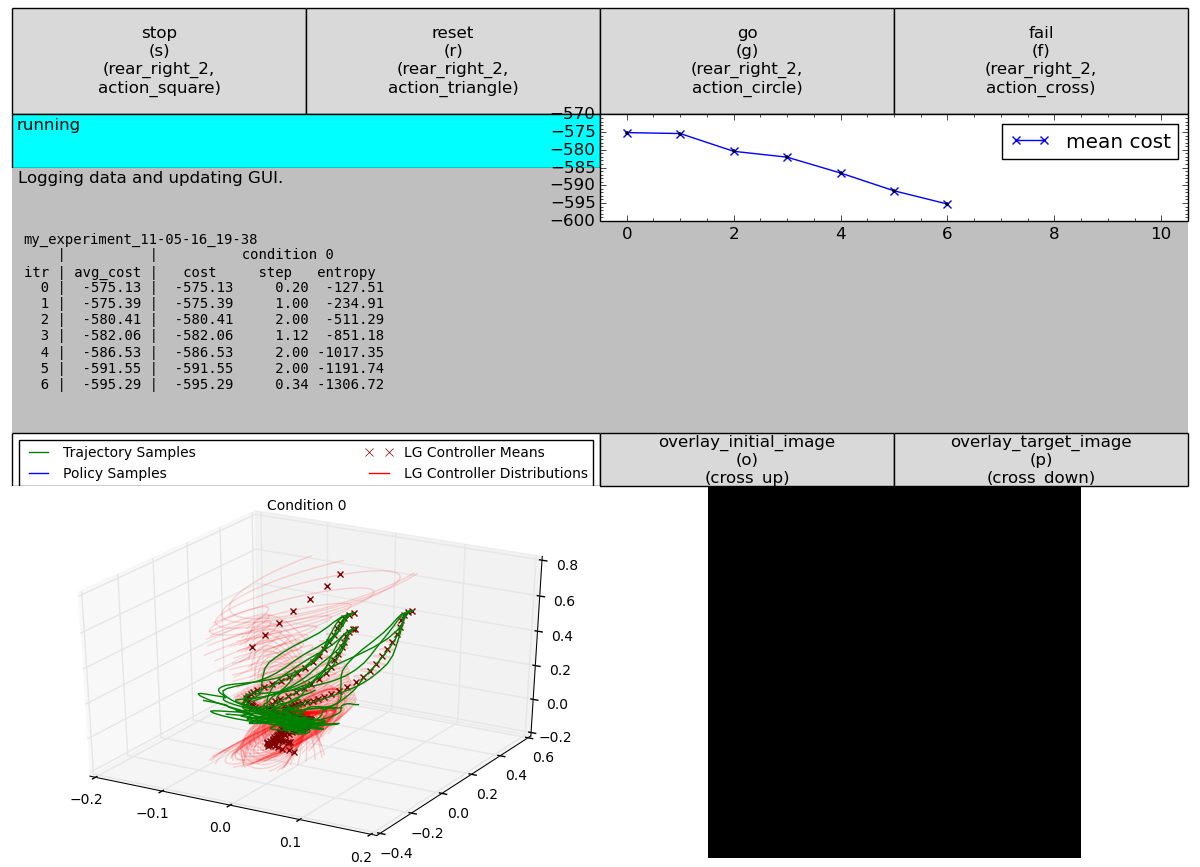 stop
(s)
(rear_right_2,
action_square)
reset
(r)
(rear_right_2,
action_triangle)
go
(g)
(rear_right_2,
action_circle)
fail
(f)
(rear_right_2,
action_cross)
running
−570
−575
−580
−585
−590
−595
−600
mean cost
0 2 4 6 8 10
Logging data and updating GUI.
my_experiment_11-05-16_19-38
| | condition 0
itr | avg_cost | cost step entropy
0 | -575.13 | -575.13 0.20 -127.51
1 | -575.39 | -575.39 1.00 -234.91
2 | -580.41 | -580.41 2.00 -511.29
3 | -582.06 | -582.06 1.12 -851.18
4 | -586.53 | -586.53 2.00 -1017.35
5 | -591.55 | -591.55 2.00 -1191.74
6 | -595.29 | -595.29 0.34 -1306.72
Trajectory Samples
Policy Samples
LG Controller Means
LG Controller Distributions
overlay_initial_image
(o)
(cross_up)
overlay_target_image
(p)
(cross_down)
Condition 0
0.8
0.6
0.4
0.2
0.0
−0.2
0.6
0.4
0.2
0.0
−0.2
−0.4
−0.2
−0.1
0.0
0.1
0.2